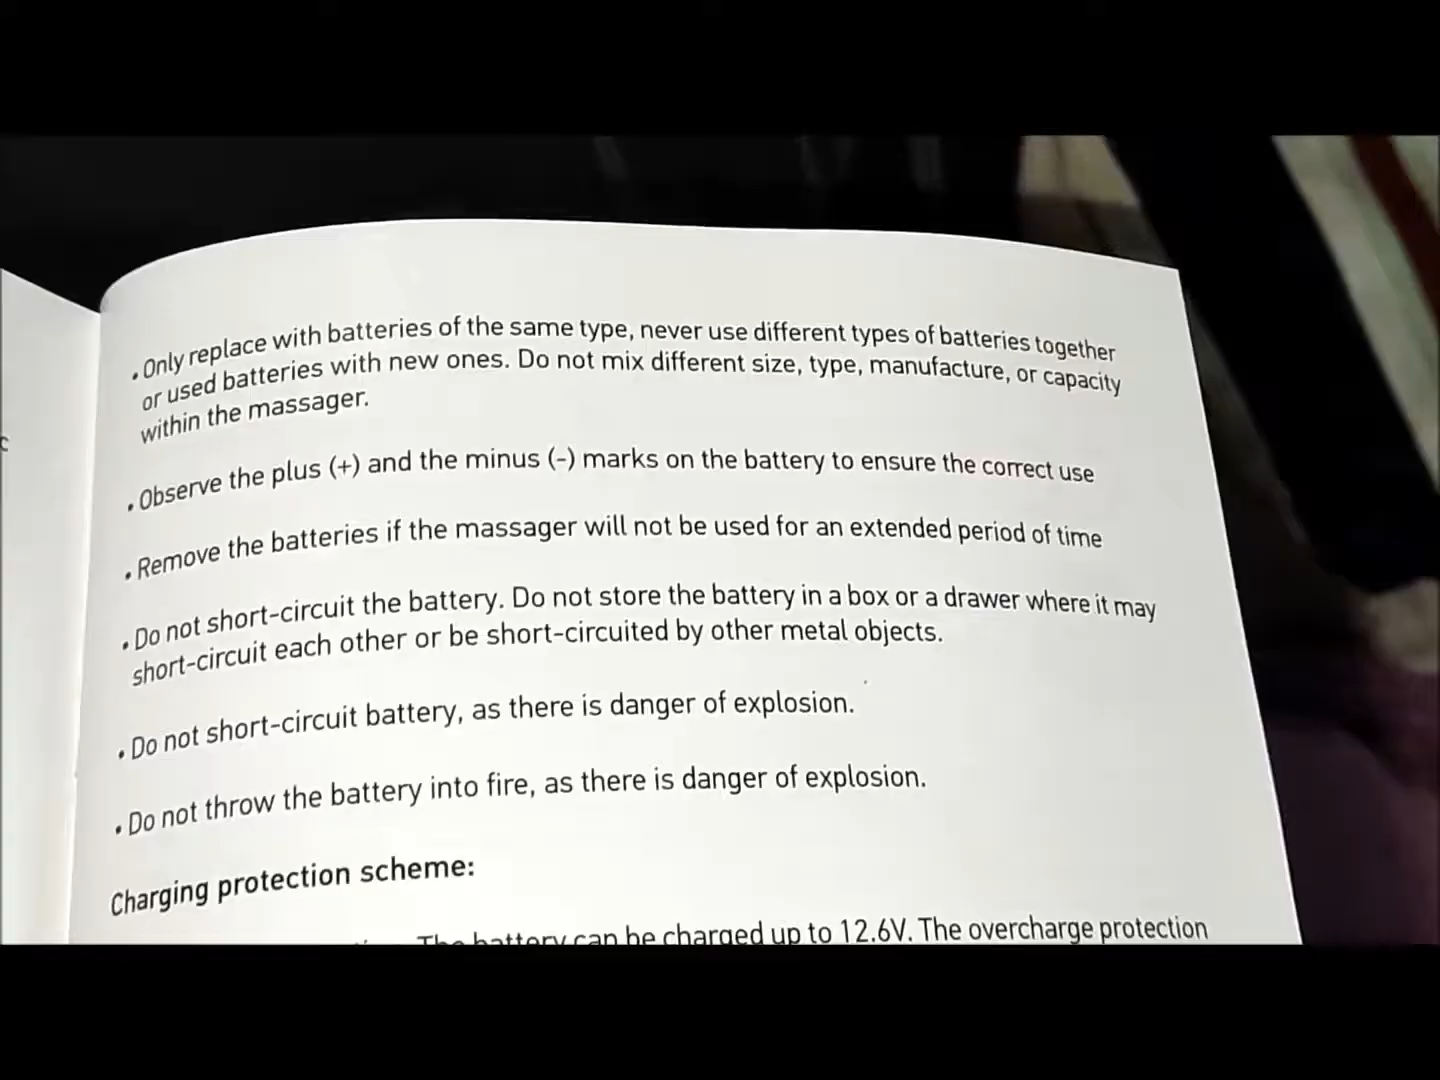 • Only replace with batteries of the same type, never use different types of batteries together
or used batteries with new ones. Do not mix different size, type, manufacture, or capacity
within the massager.
• Observe the plus (+) and the minus (-) marks on the battery to ensure the correct use
• Remove the batteries if the massager will not be used for an extended period of time
• Do not short-circuit the battery. Do not store the battery in a box or a drawer where it may
short-circuit each other or be short-circuited by other metal objects.
• Do not short-circuit battery, as there is danger of explosion.
• Do not throw the battery into fire, as there is danger of explosion.
Charging protection scheme:
The battery can be charged up to 12.6V. The overcharge protection